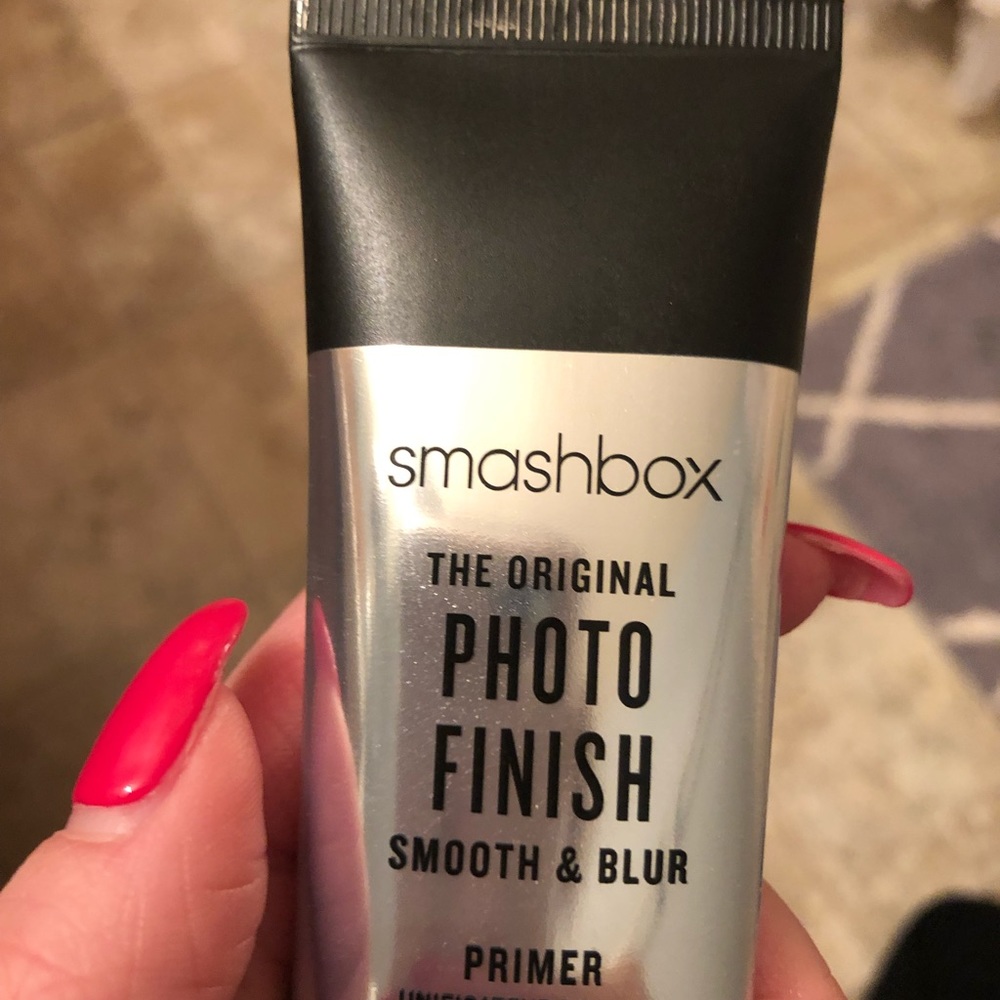 smashbox
THE ORIGINAL
PHOTO
FINISH
SMOOTH & BLUR
PRIMER